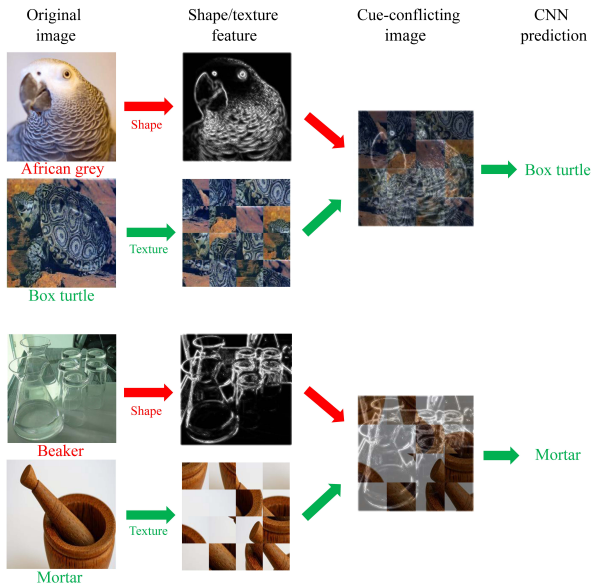 Original
image
Shape/texture
feature
Cue-conflicting
image
CNN
prediction
Shape
African grey
Texture
Box turtle
Box turtle
Shape
Beaker
Texture
Mortar
Mortar